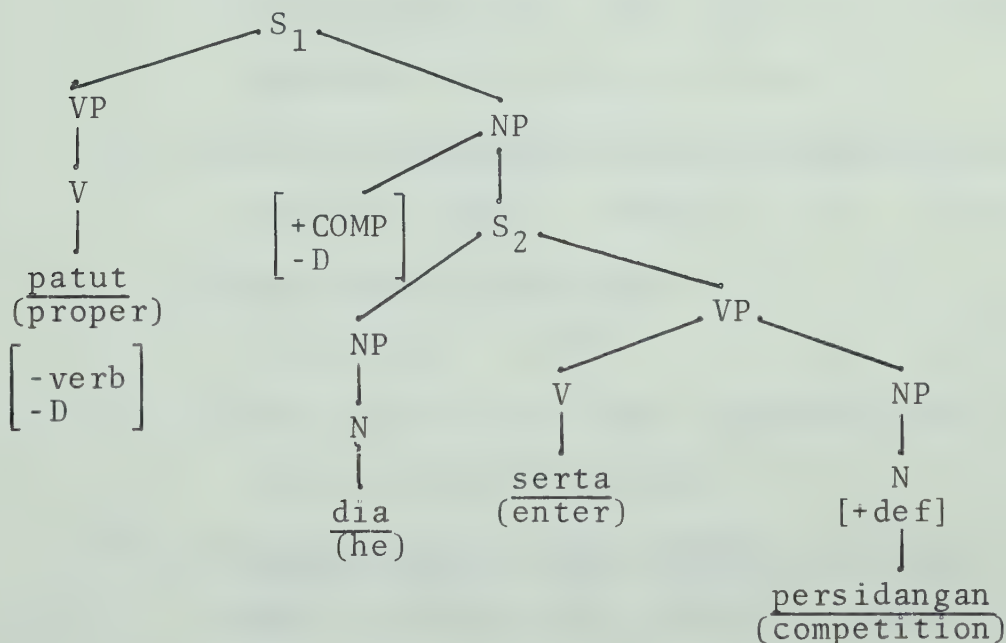 S1
VP
NP
V
[+COMP
-D]
S2
patut
(proper)
VP
NP
[-verb
-D]
V
NP
N
serta
(enter)
N
[+def]
dia
(he)
persidangan
(competition)